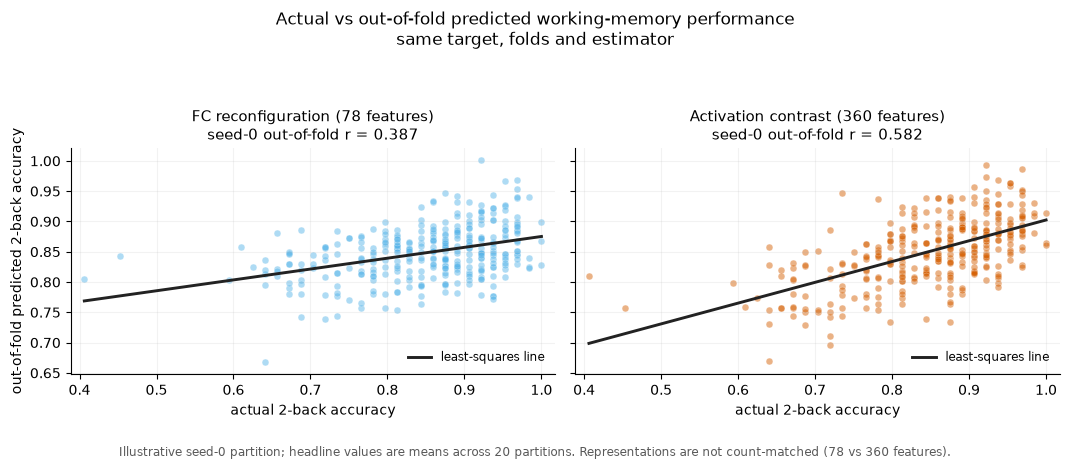 Actual vs out-of-fold predicted working-memory performance
same target, folds and estimator
FC reconfiguration (78 features)
seed-0 out-of-fold r = 0.387
Activation contrast (360 features)
seed-0 out-of-fold r = 0.582
out-of-fold predicted 2-back accuracy
1.00
0.95
0.90
0.85
0.80
0.75
0.70
0.65
least-squares line
least-squares line
0.4 0.5 0.6 0.7 0.8 0.9 1.0
0.4 0.5 0.6 0.7 0.8 0.9 1.0
actual 2-back accuracy
actual 2-back accuracy
Illustrative seed-0 partition; headline values are means across 20 partitions. Representations are not count-matched (78 vs 360 features).